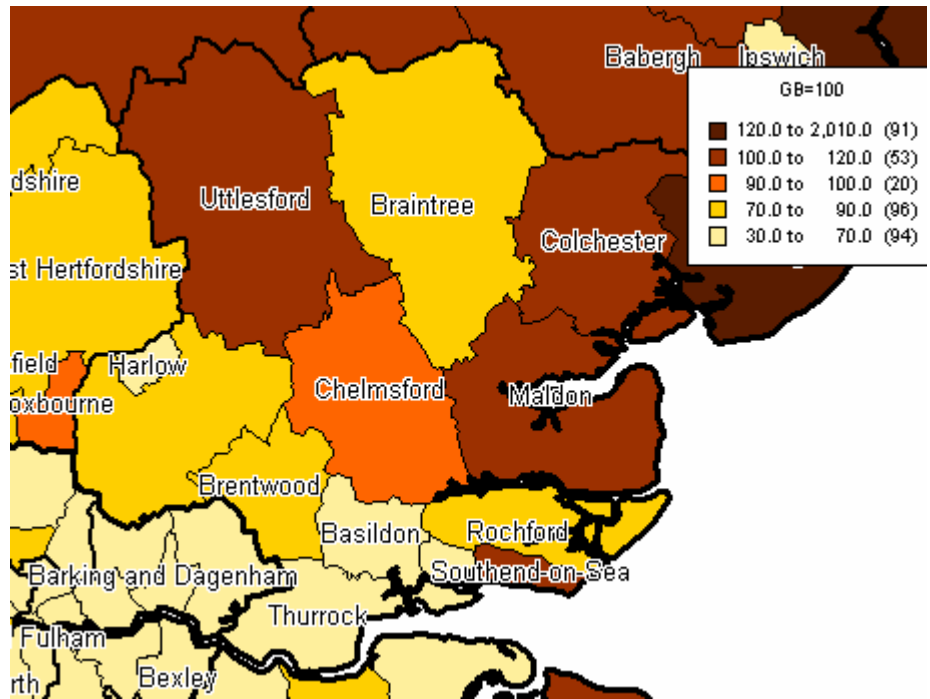 Babergh
Ipswich
GB=100
120.0 to 2,010.0 (91)
100.0 to 120.0 (53)
90.0 to 100.0 (20)
70.0 to 90.0 (96)
30.0 to 70.0 (94)
dshire
Uttlesford
Braintree
Colchester
st Hertfordshire
field
Harlow
oxbourne
Chelmsford
Maldon
Brentwood
Basildon
Rochford
Southend-on-Sea
Barking and Dagenham
Thurrock
Fulham
rth
Bexley